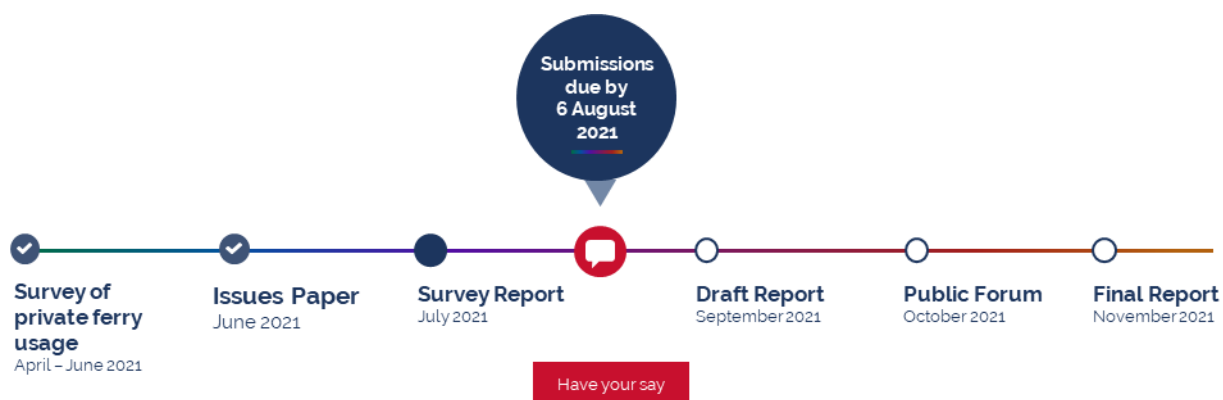 Submissions
due by
6 August
2021
Survey of
private ferry
usage
April – June 2021
Issues Paper
June 2021
Survey Report
July 2021
Draft Report
September 2021
Public Forum
October 2021
Final Report
November 2021
Have your say